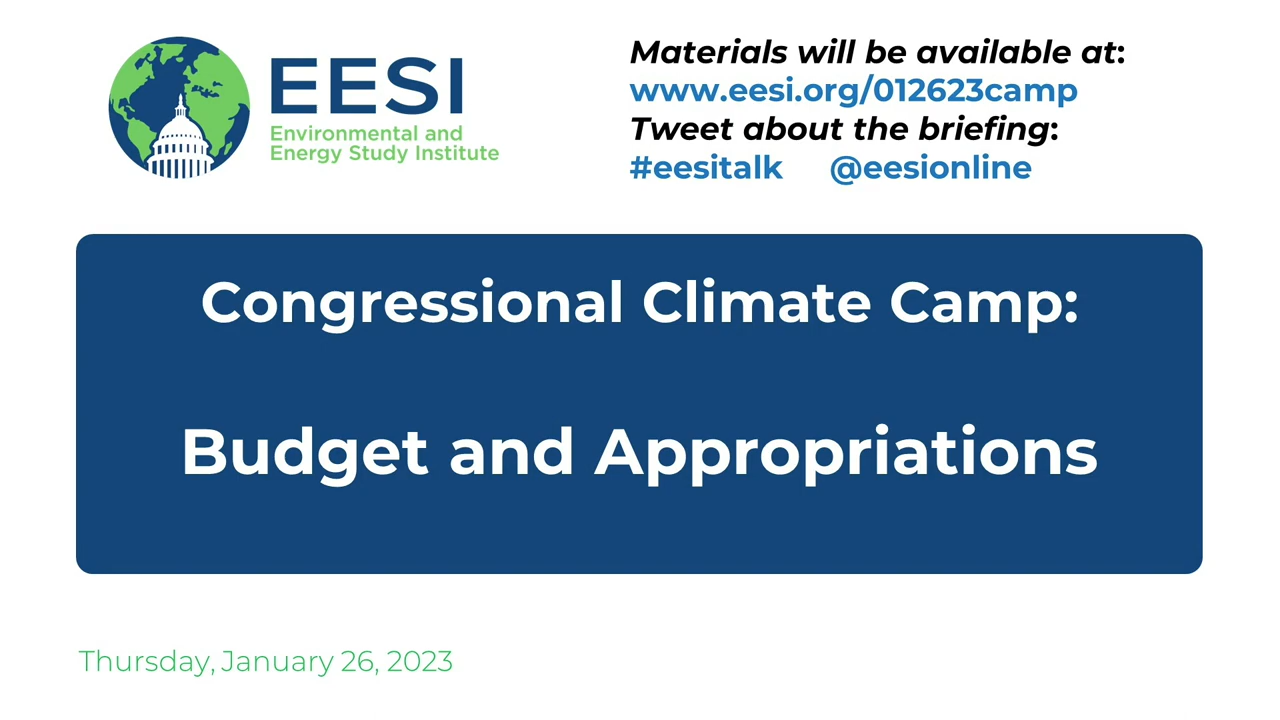 EESI
Environmental and
Energy Study Institute
Materials will be available at:
www.eesi.org/012623camp
Tweet about the briefing:
#eesitalk @eesionline
Congressional Climate Camp:
Budget and Appropriations
Thursday, January 26, 2023